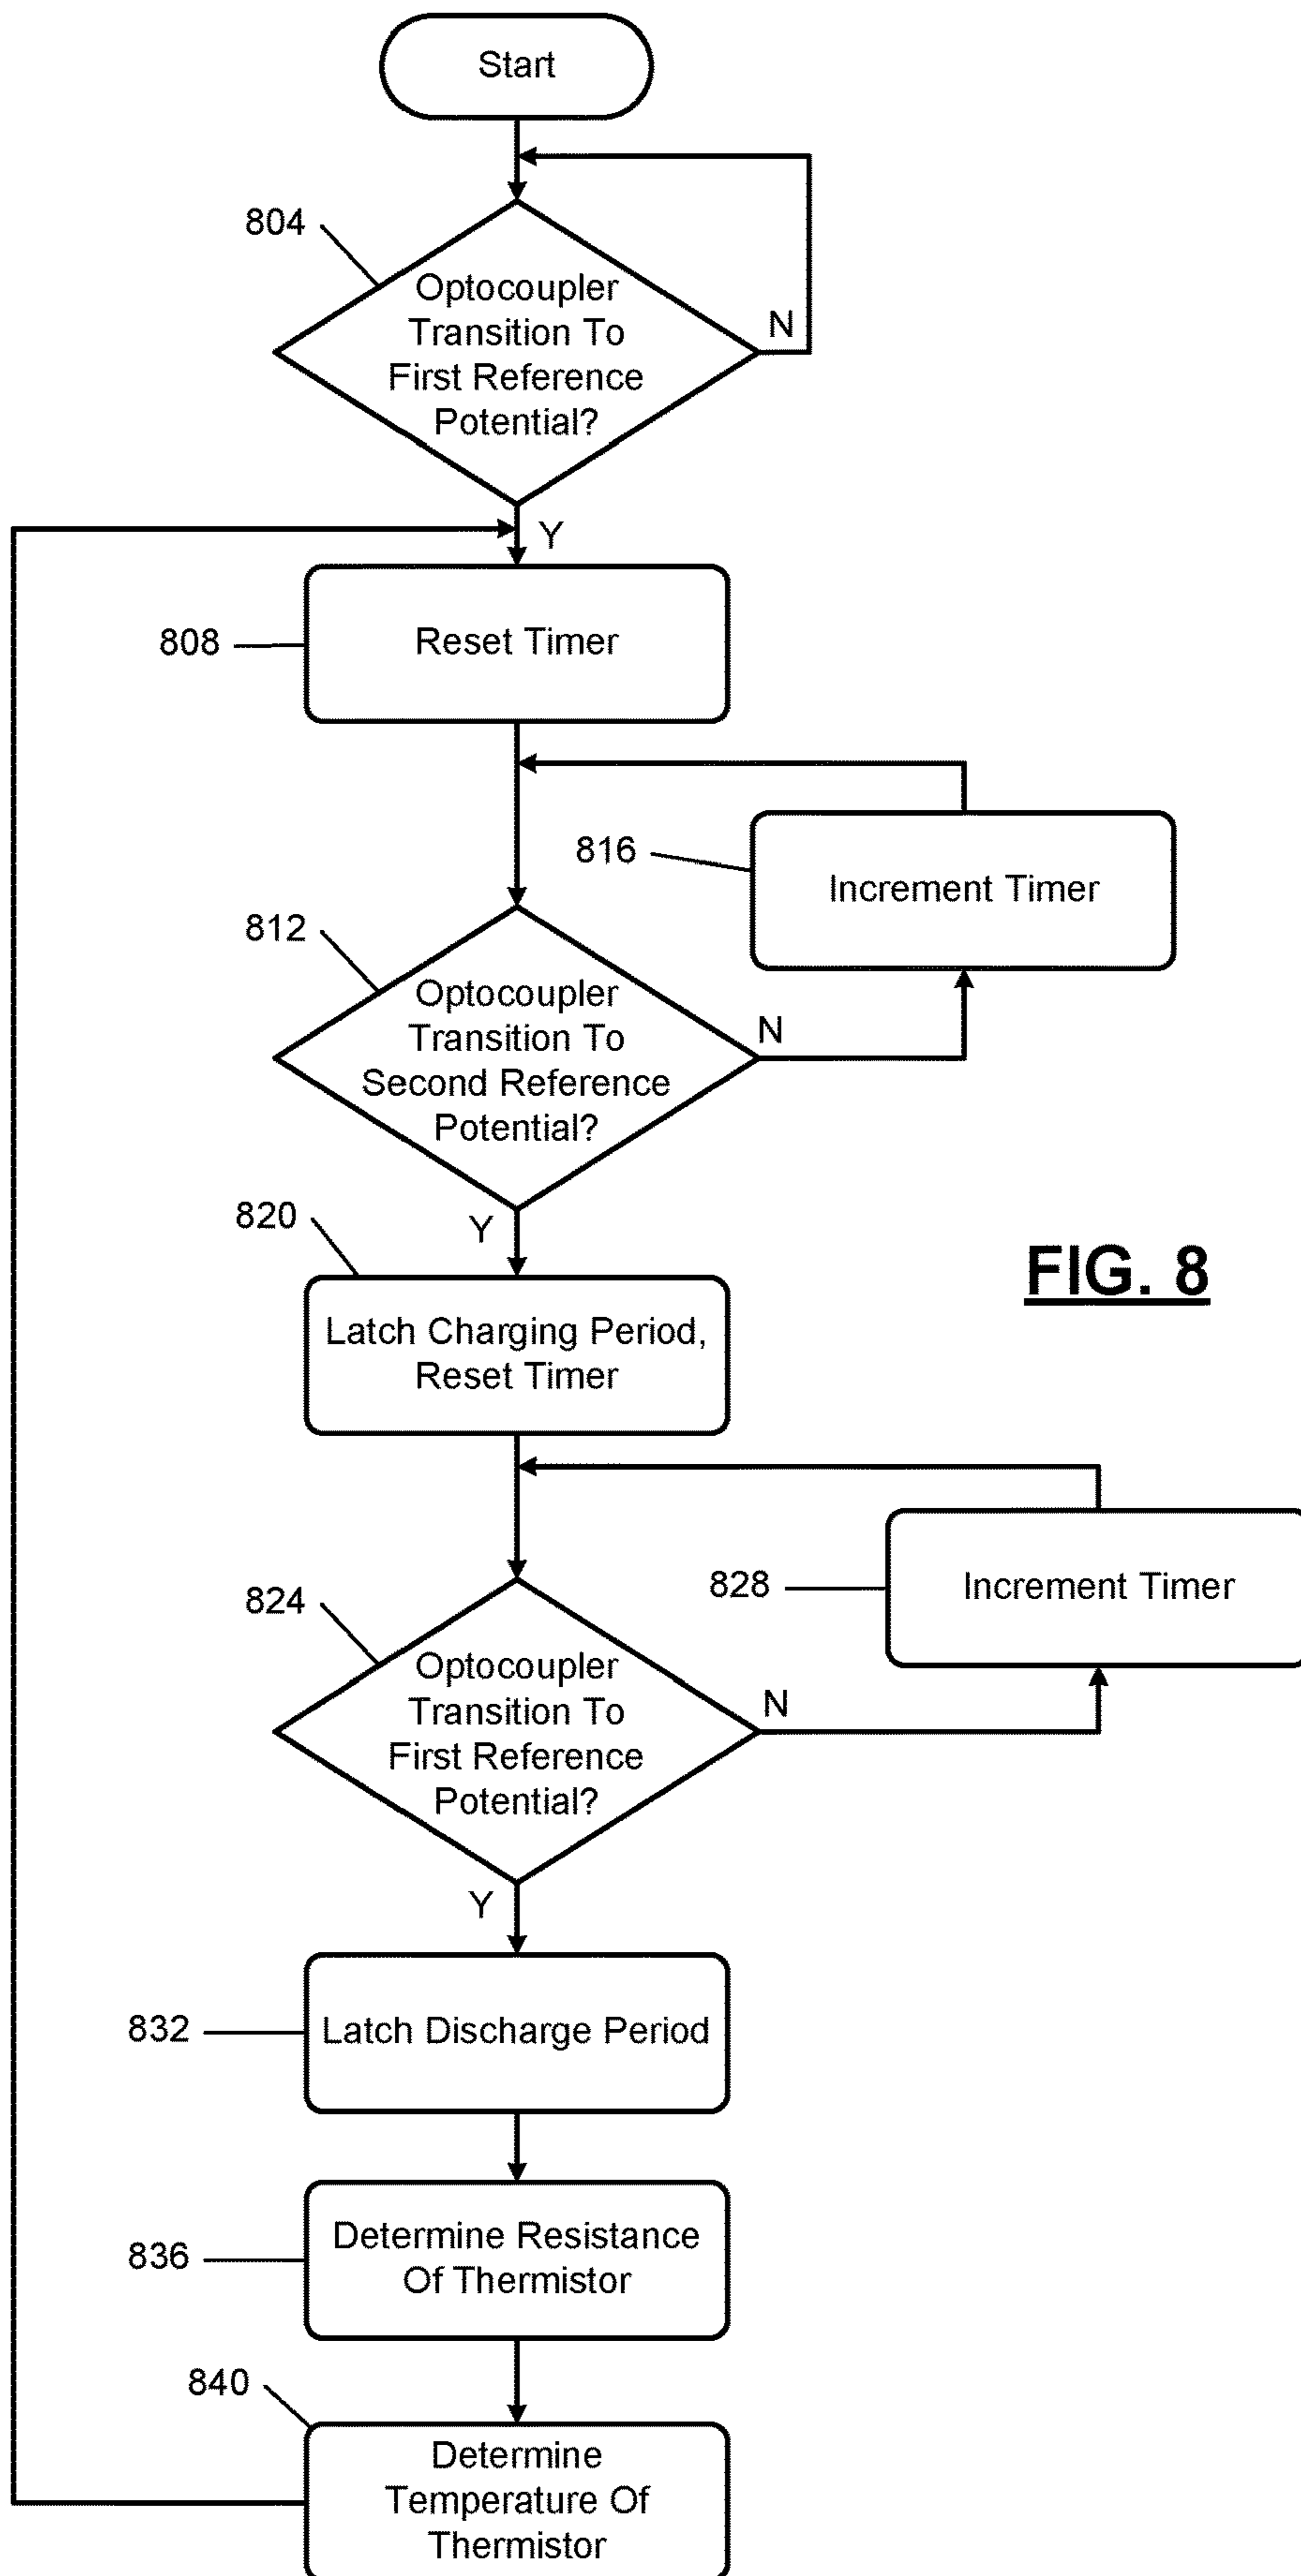 Start
804
Optocoupler
Transition To
First Reference
Potential?
N
Y
808
Reset Timer
816
Increment Timer
812
Optocoupler
Transition To
Second Reference
Potential?
N
Y
820
Latch Charging Period,
Reset Timer
FIG. 8
824
Optocoupler
Transition To
First Reference
Potential?
N
828
Increment Timer
Y
832
Latch Discharge Period
836
Determine Resistance
Of Thermistor
840
Determine
Temperature Of
Thermistor